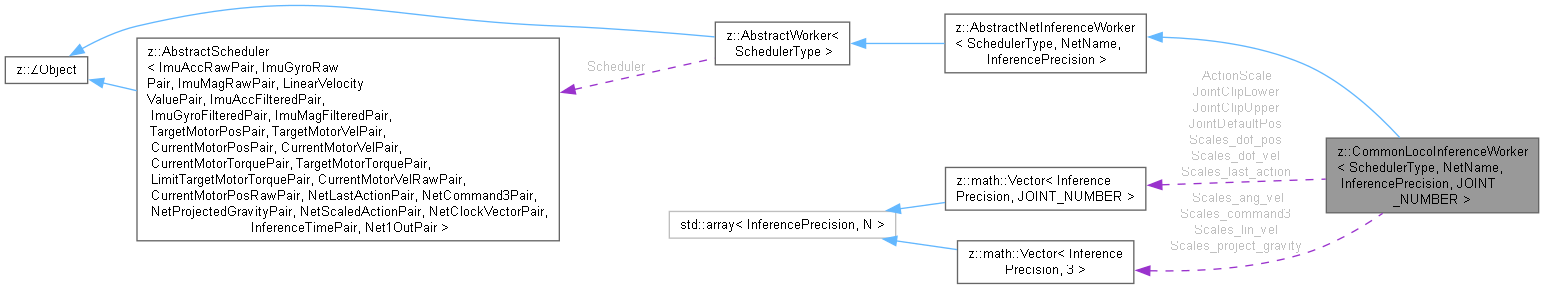 z::ZObject
z::AbstractScheduler
< ImuAccRawPair, ImuGyroRaw
Pair, ImuMagRawPair, LinearVelocity
ValuePair, ImuAccFilteredPair,
ImuGyroFilteredPair, ImuMagFilteredPair,
TargetMotorPosPair, TargetMotorVelPair,
CurrentMotorPosPair, CurrentMotorVelPair,
CurrentMotorTorquePair, TargetMotorTorquePair,
LimitTargetMotorTorquePair, CurrentMotorVelRawPair,
CurrentMotorPosRawPair, NetLastActionPair, NetCommand3Pair,
NetProjectedGravityPair, NetScaledActionPair, NetClockVectorPair,
InferenceTimePair, Net1OutPair >
Scheduler
z::AbstractWorker<
SchedulerType >
z::AbstractNetInferenceWorker
< SchedulerType, NetName,
InferencePrecision >
ActionScale
JointClipLower
JointClipUpper
JointDefaultPos
Scales_dof_pos
Scales_dof_vel
Scales_last_action
z::math::Vector< Inference
Precision, JOINT_NUMBER >
std::array< InferencePrecision, N >
z::math::Vector< Inference
Precision, 3 >
Scales_ang_vel
Scales_command3
Scales_lin_vel
Scales_project_gravity
z::CommonLocoInferenceWorker
< SchedulerType, NetName,
InferencePrecision, JOINT
_NUMBER >